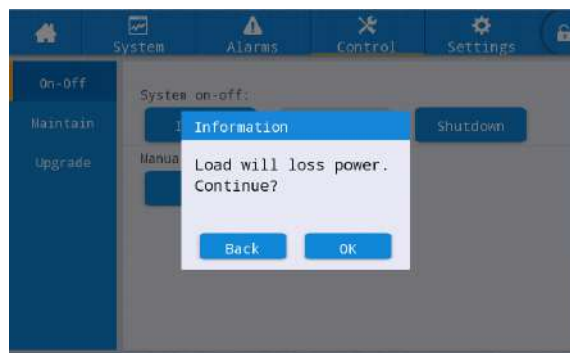 System Alarms Control Settings
On-Off
System on-off:
Maintain
Shutdown
Information
Upgrade
Load will loss power.
Continue?
Back OK